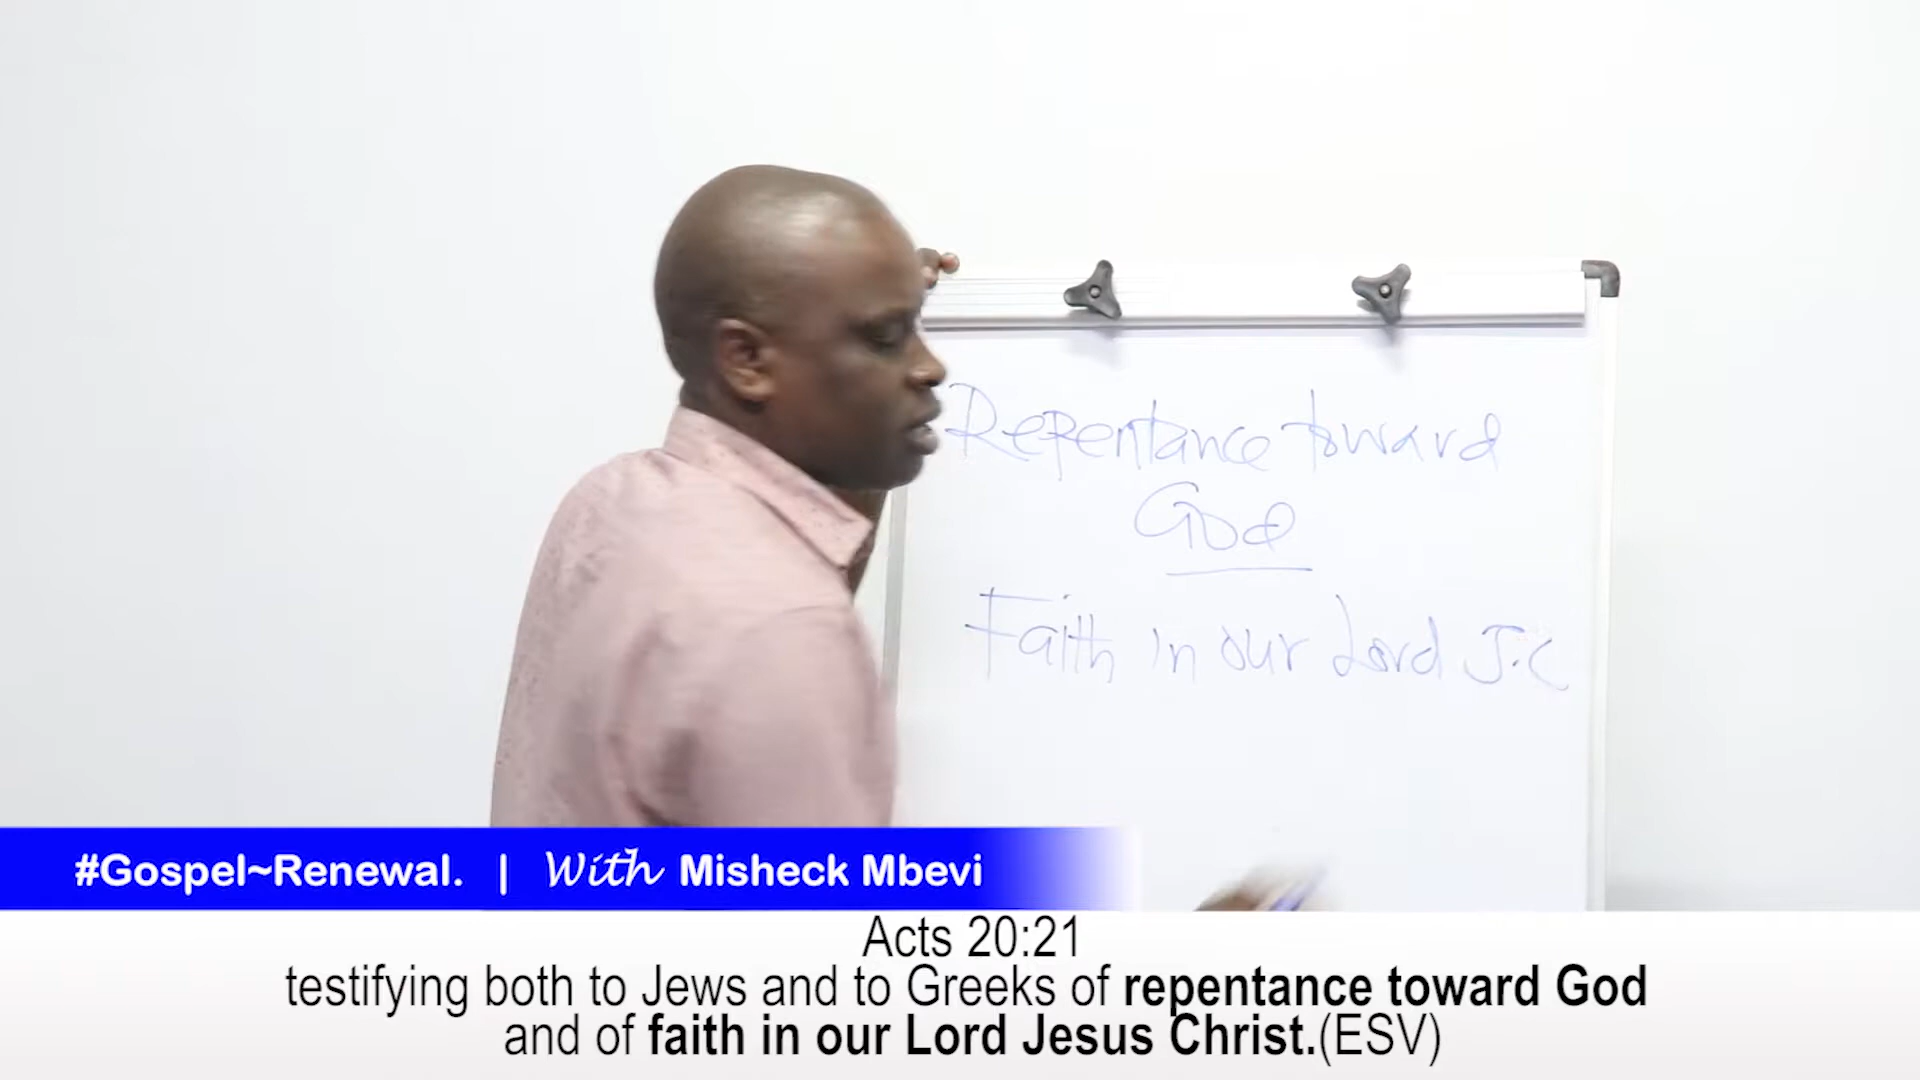 Repentance toward
God
Faith in our Lord J.C
#Gospel~Renewal. | With Misheck Mbevi
Acts 20:21
testifying both to Jews and to Greeks of repentance toward God
and of faith in our Lord Jesus Christ.(ESV)